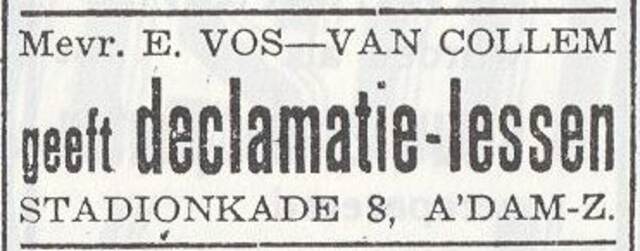 Mevr. E. VOS—VAN COLLEM
geeft declamatie-lessen
STADIONKADE 8, A'DAM-Z.